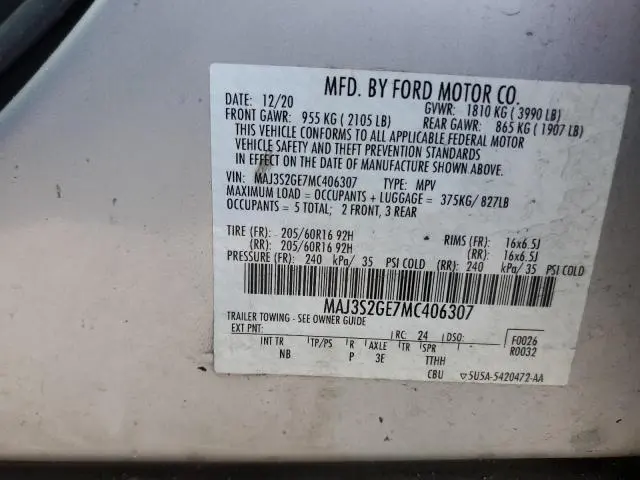 MFD. BY FORD MOTOR CO.
DATE: 12/20 GVWR: 1810 KG ( 3990 LB)
FRONT GAWR: 955 KG ( 2105 LB) REAR GAWR: 865 KG ( 1907 LB)
THIS VEHICLE CONFORMS TO ALL APPLICABLE FEDERAL MOTOR
VEHICLE SAFETY AND THEFT PREVENTION STANDARDS
IN EFFECT ON THE DATE OF MANUFACTURE SHOWN ABOVE.
VIN: MAJ3S2GE7MC406307 TYPE: MPV
MAXIMUM LOAD = OCCUPANTS + LUGGAGE = 375KG/ 827LB
OCCUPANTS = 5 TOTAL; 2 FRONT, 3 REAR
TIRE (FR): 205/60R16 92H RIMS (FR): 16x6.5J
(RR): 205/60R16 92H (RR): 16x6.5J
PRESSURE (FR): 240 kPa/ 35 PSI COLD (RR): 240 kPa/ 35 PSI COLD
MAJ3S2GE7MC406307
TRAILER TOWING - SEE OWNER GUIDE
EXT PNT: RC: 24 DSO: F0026
R0032
INT TR TP/PS R AXLE TR SPR
NB P 3E TTHH
CBU ▽5U5A-5420472-AA